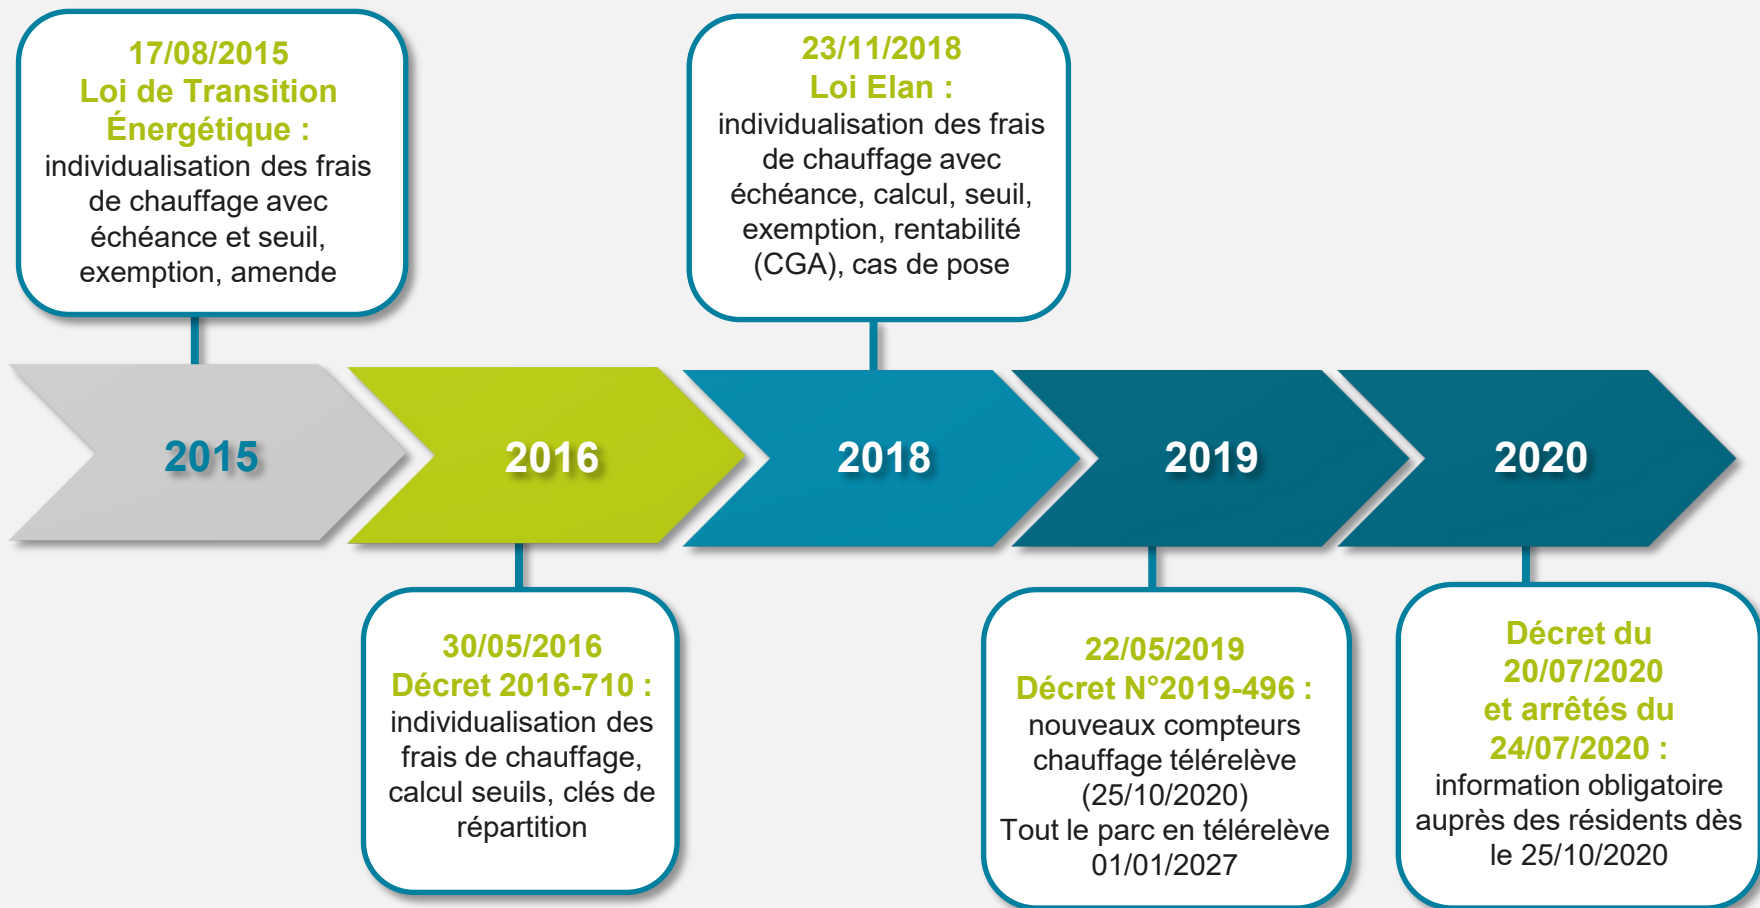 17/08/2015
Loi de Transition
Énergétique :
individualisation des frais
de chauffage avec
échéance et seuil,
exemption, amende
23/11/2018
Loi Elan :
individualisation des frais
de chauffage avec
échéance, calcul, seuil,
exemption, rentabilité
(CGA), cas de pose
2015
2016
2018
2019
2020
30/05/2016
Décret 2016-710 :
individualisation des
frais de chauffage,
calcul seuils, clés de
répartition
22/05/2019
Décret N°2019-496 :
nouveaux compteurs
chauffage télérelève
(25/10/2020)
Tout le parc en télérelève
01/01/2027
Décret du
20/07/2020
et arrêtés du
24/07/2020 :
information obligatoire
auprès des résidents dès
le 25/10/2020